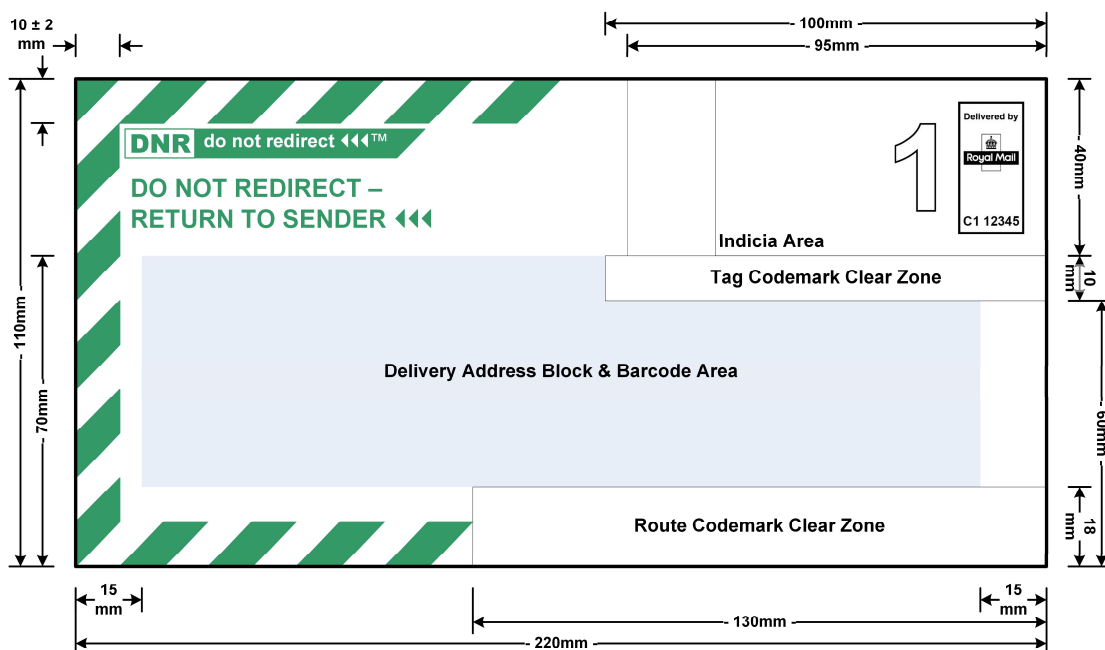 10 ± 2
mm
- 100mm -
- 95mm -
DNR do not redirect ™
DO NOT REDIRECT –
RETURN TO SENDER
1
Delivered by
Royal Mail
C1 12345
- 40mm -
Indicia Area
Tag Codemark Clear Zone
10
mm
- 110mm -
- 70mm -
Delivery Address Block & Barcode Area
- 60mm -
Route Codemark Clear Zone
18
mm
15
mm
15
mm
- 130mm -
- 220mm -